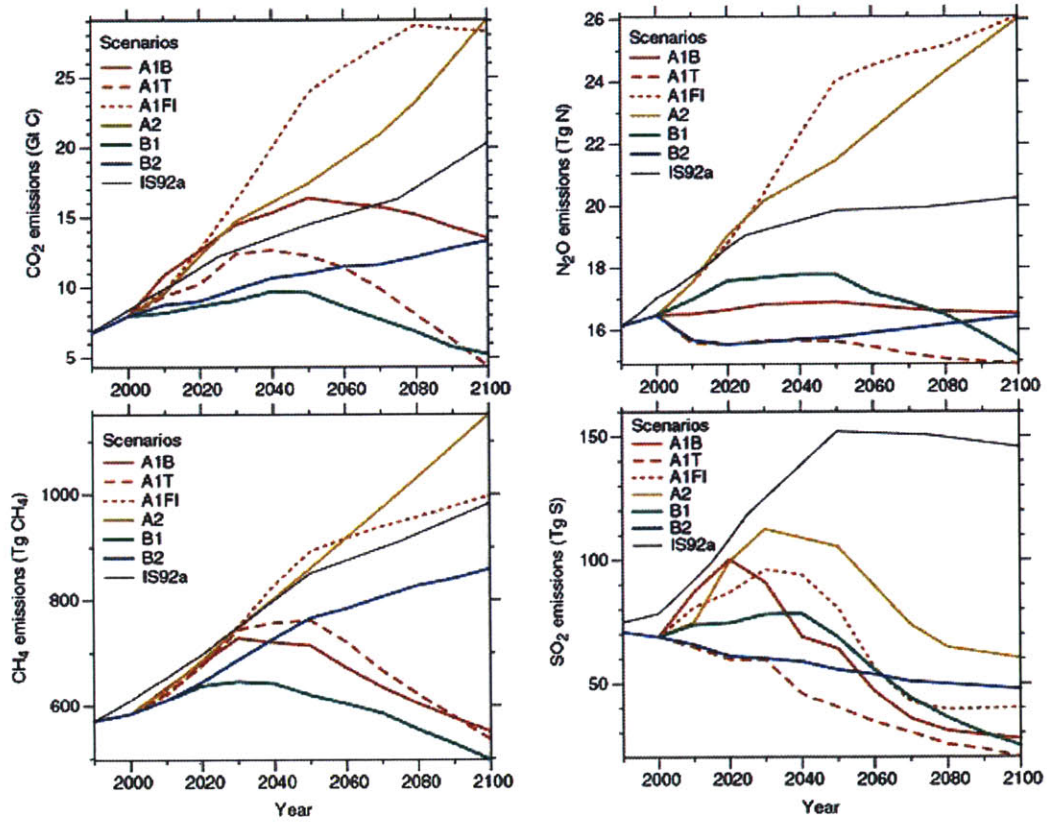 CO2 emissions (Gt C)
Scenarios
A1B
A1T
A1FI
A2
B1
B2
IS92a
25
20
15
10
5
2000 2020 2040 2060 2080 2100
N2O emissions (Tg N)
26
24
22
20
18
16
Scenarios
A1B
A1T
A1FI
A2
B1
B2
IS92a
2000 2020 2040 2060 2080 2100
CH4 emissions (Tg CH4)
Scenarios
A1B
A1T
A1FI
A2
B1
B2
IS92a
1000
800
600
2000 2020 2040 2060 2080 2100
Year
SO2 emissions (Tg S)
150
100
50
Scenarios
A1B
A1T
A1FI
A2
B1
B2
IS92a
2000 2020 2040 2060 2080 2100
Year